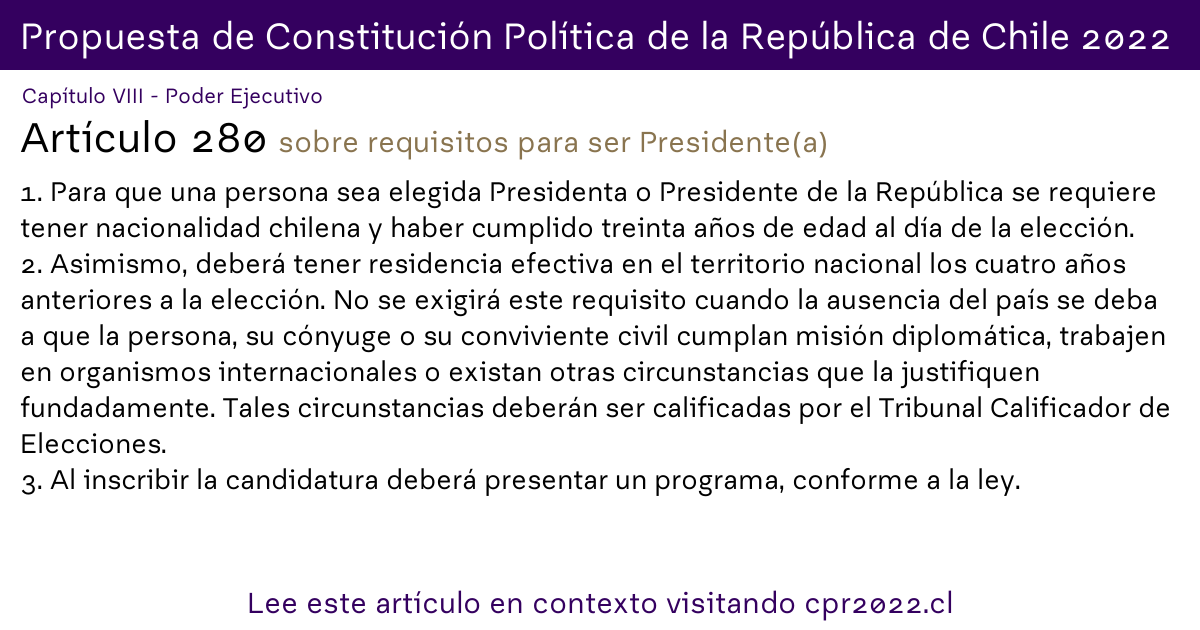 Propuesta de Constitución Política de la República de Chile 2022
Capítulo VIII - Poder Ejecutivo
Artículo 280 sobre requisitos para ser Presidente(a)
1. Para que una persona sea elegida Presidenta o Presidente de la República se requiere
tener nacionalidad chilena y haber cumplido treinta años de edad al día de la elección.
2. Asimismo, deberá tener residencia efectiva en el territorio nacional los cuatro años
anteriores a la elección. No se exigirá este requisito cuando la ausencia del país se deba
a que la persona, su cónyuge o su conviviente civil cumplan misión diplomática, trabajen
en organismos internacionales o existan otras circunstancias que la justifiquen
fundadamente. Tales circunstancias deberán ser calificadas por el Tribunal Calificador de
Elecciones.
3. Al inscribir la candidatura deberá presentar un programa, conforme a la ley.
Lee este artículo en contexto visitando cpr2022.cl